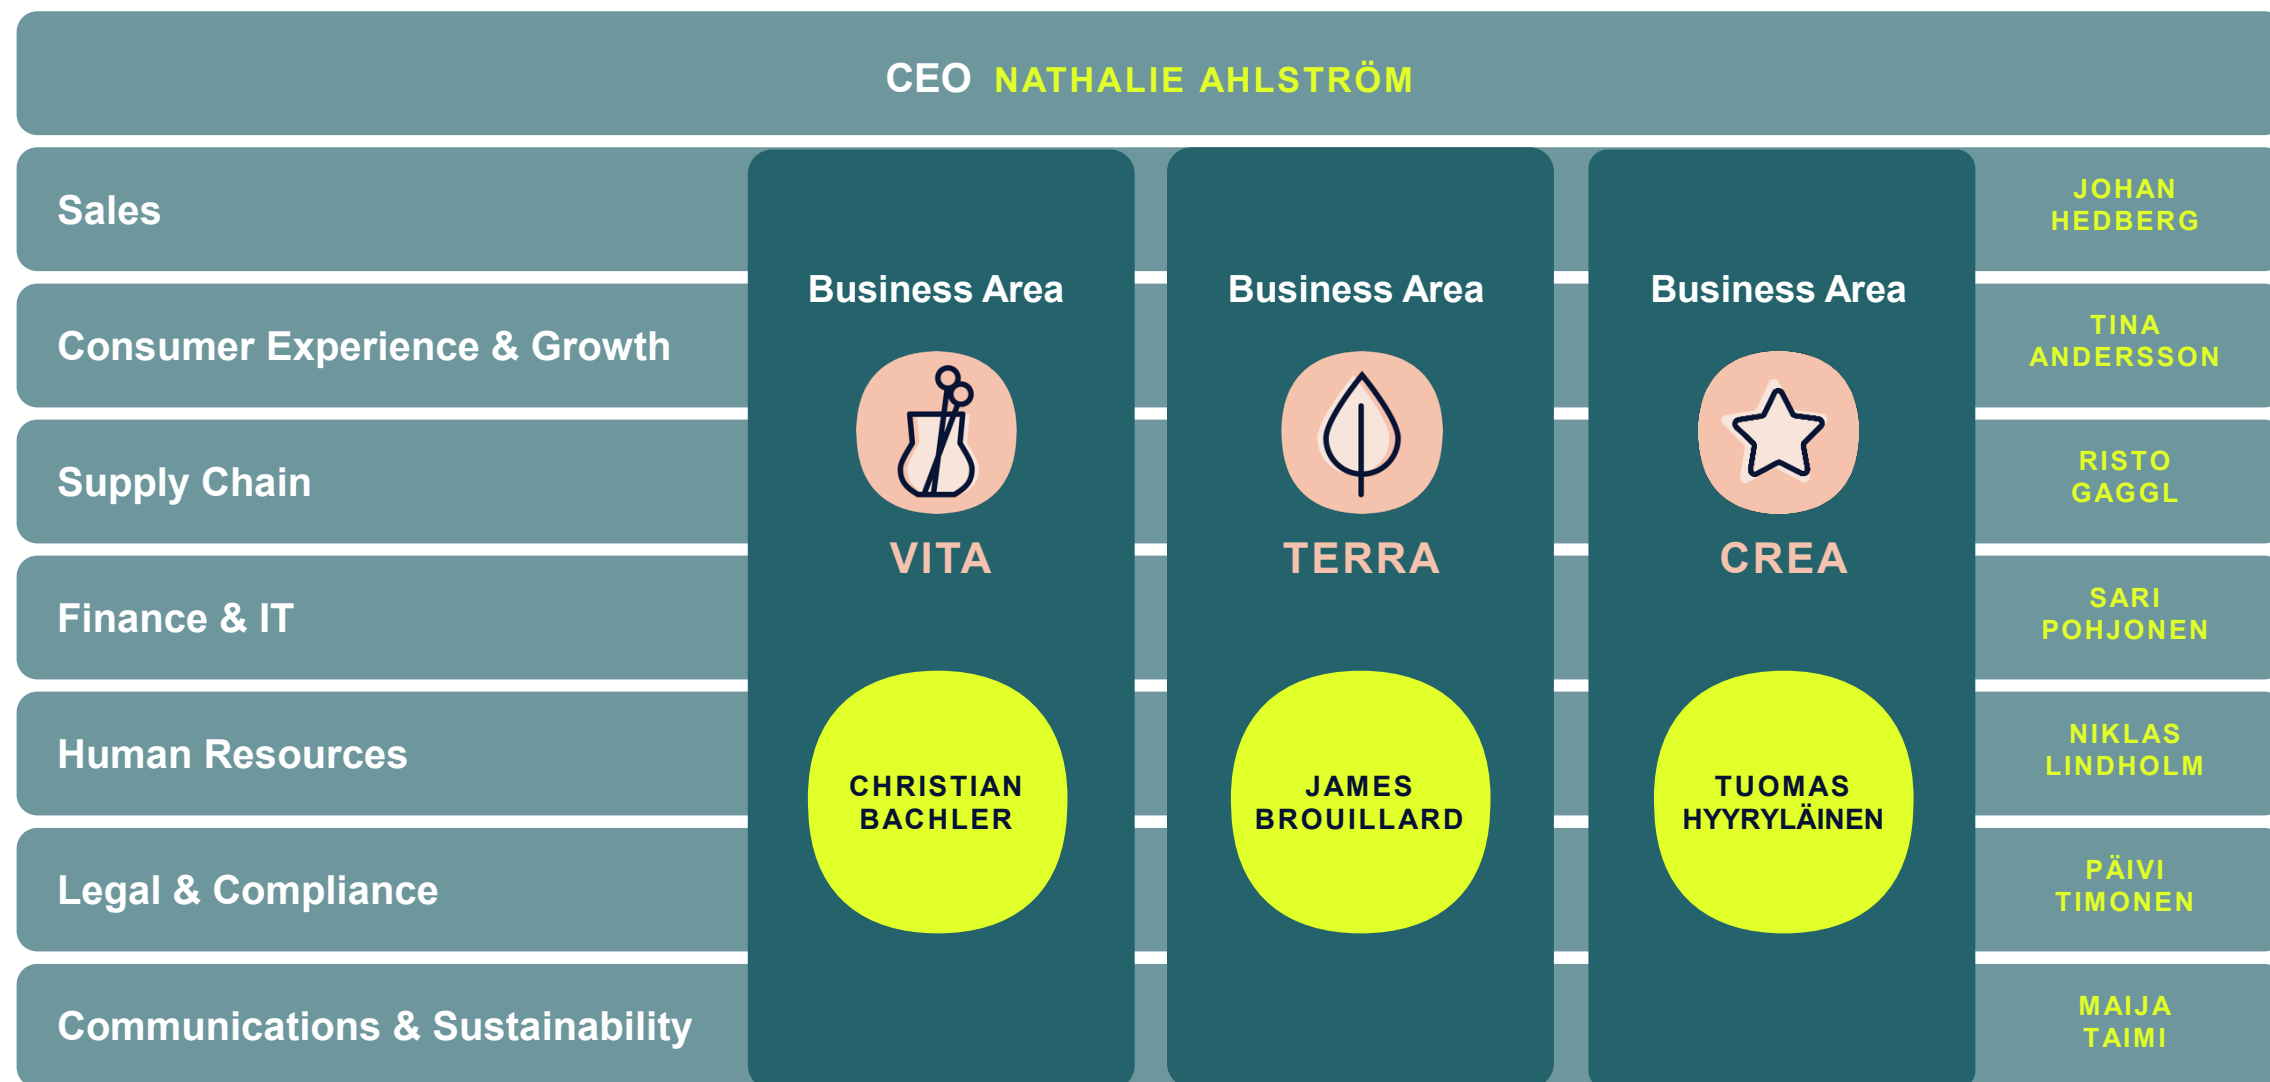 CEO NATHALIE AHLSTRÖM
Sales
JOHAN
HEDBERG
Business Area
Business Area
Business Area
Consumer Experience & Growth
TINA
ANDERSSON
Supply Chain
RISTO
GAGGL
VITA
TERRA
CREA
Finance & IT
SARI
POHJONEN
Human Resources
NIKLAS
LINDHOLM
CHRISTIAN
BACHLER
JAMES
BROUILLARD
TUOMAS
HYYRYLÄINEN
Legal & Compliance
PÄIVI
TIMONEN
Communications & Sustainability
MAIJA
TAIMI